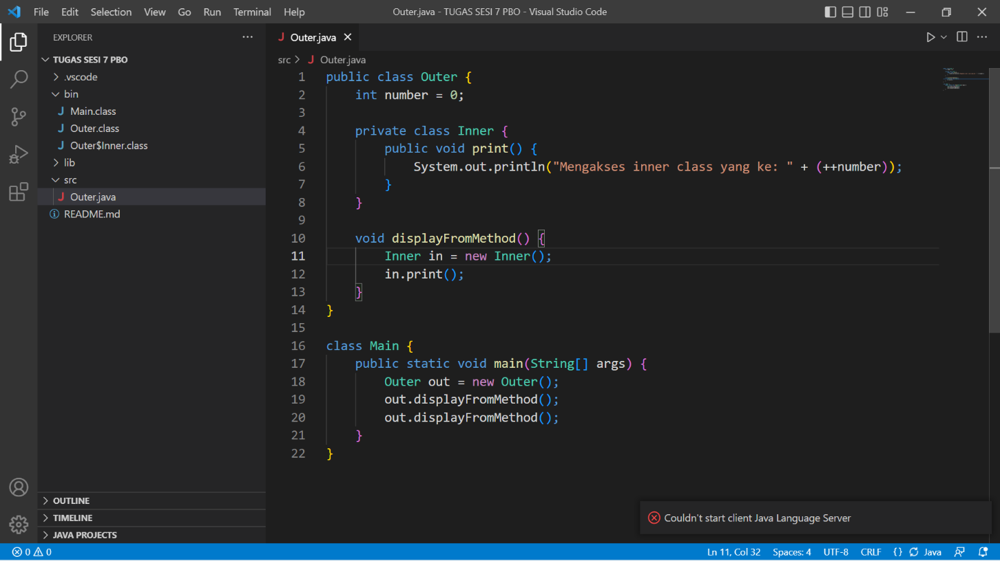 File Edit Selection View Go Run Terminal Help Outer.java - TUGAS SESI 7 PBO - Visual Studio Code
EXPLORER
TUGAS SESI 7 PBO
.vscode
bin
J Main.class
J Outer.class
J Outer$Inner.class
lib
src
J Outer.java
README.md
OUTLINE
TIMELINE
JAVA PROJECTS
J Outer.java
src > J Outer.java
1 public class Outer {
2     int number = 0;
3
4     private class Inner {
5         public void print() {
6             System.out.println("Mengakses inner class yang ke: " + (++number));
7         }
8     }
9
10     void displayFromMethod() {
11         Inner in = new Inner();
12         in.print();
13     }
14 }
15
16 class Main {
17     public static void main(String[] args) {
18         Outer out = new Outer();
19         out.displayFromMethod();
20         out.displayFromMethod();
21     }
22 }
Couldn't start client Java Language Server
0 0 Ln 11, Col 32 Spaces: 4 UTF-8 CRLF {} Java